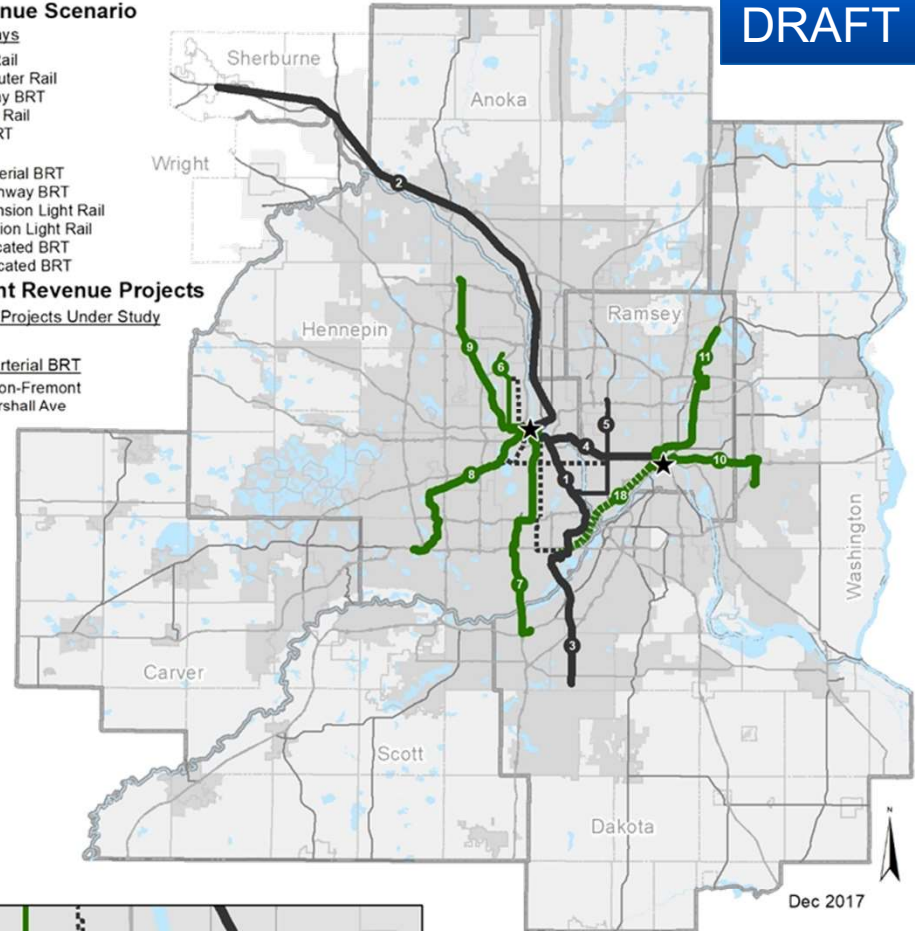 nue Scenario
ys
ail
uter Rail
y BRT
Rail
RT
erial BRT
nway BRT
nsion Light Rail
ion Light Rail
cated BRT
cated BRT
nt Revenue Projects
Projects Under Study
rterial BRT
on-Fremont
rshall Ave
DRAFT
Sherburne
Anoka
Wright
2
Hennepin
Ramsey
9
11
6
5
4
8
10
1
18
Washington
7
3
Carver
Scott
Dakota
N
Dec 2017